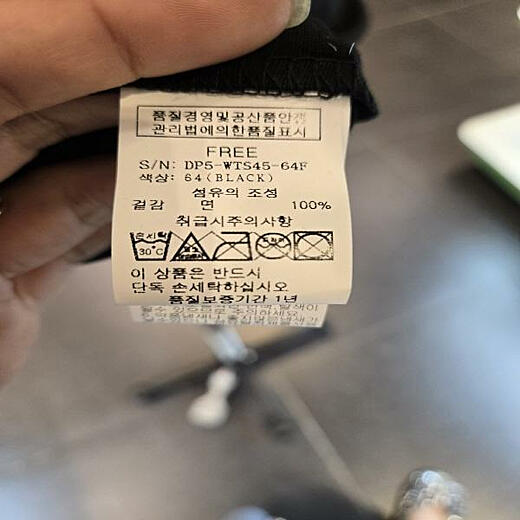 품질경영및공산품안전
관리법에의한품질표시
FREE
S/N: DP5-WTS45-64F
색상: 64(BLACK)
섬유의 조성
겉감 면 100%
취급시주의사항
손세탁
30℃
이 상품은 반드시
단독 손세탁하십시오
품질보증기간 1년